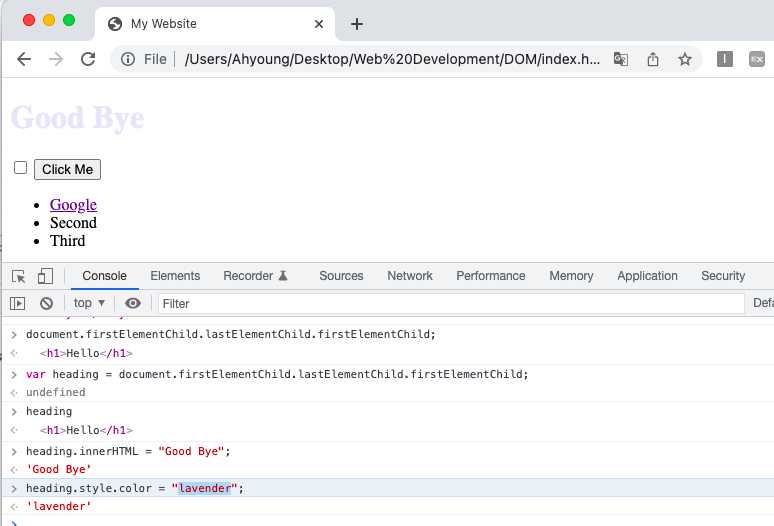 My Website
File /Users/Ahyoung/Desktop/Web%20Development/DOM/index.h...
Good Bye
Click Me
Google
Second
Third
Console Elements Recorder Sources Network Performance Memory Application Security
top Filter Defa
document.firstElementChild.lastElementChild.firstElementChild;
<h1>Hello</h1>
var heading = document.firstElementChild.lastElementChild.firstElementChild;
undefined
heading
<h1>Hello</h1>
heading.innerHTML = "Good Bye";
'Good Bye'
heading.style.color = "lavender";
'lavender'